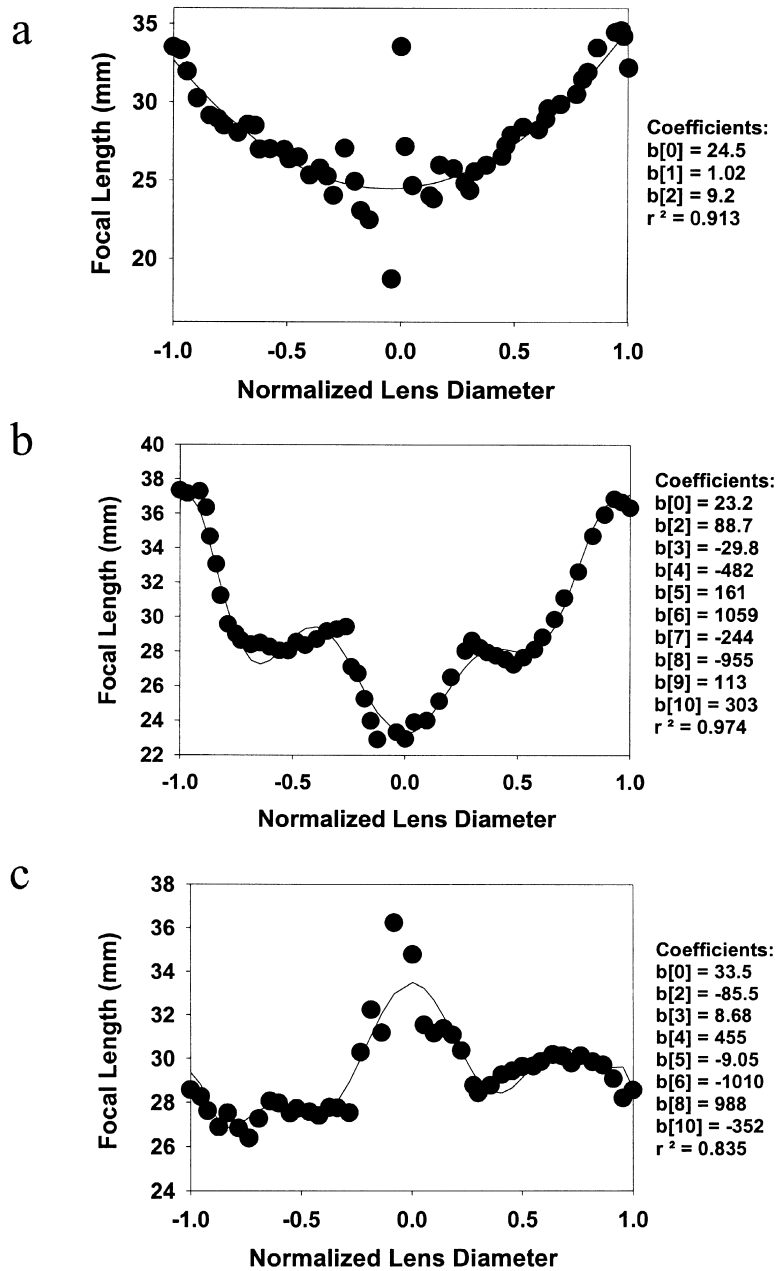 a
35
30
25
20
Focal Length (mm)
-1.0 -0.5 0.0 0.5 1.0
Normalized Lens Diameter
Coefficients:
b[0] = 24.5
b[1] = 1.02
b[2] = 9.2
r ² = 0.913
b
40
38
36
34
32
30
28
26
24
22
Focal Length (mm)
-1.0 -0.5 0.0 0.5 1.0
Normalized Lens Diameter
Coefficients:
b[0] = 23.2
b[2] = 88.7
b[3] = -29.8
b[4] = -482
b[5] = 161
b[6] = 1059
b[7] = -244
b[8] = -955
b[9] = 113
b[10] = 303
r ² = 0.974
c
38
36
34
32
30
28
26
24
Focal Length (mm)
-1.0 -0.5 0.0 0.5 1.0
Normalized Lens Diameter
Coefficients:
b[0] = 33.5
b[2] = -85.5
b[3] = 8.68
b[4] = 455
b[5] = -9.05
b[6] = -1010
b[8] = 988
b[10] = -352
r ² = 0.835